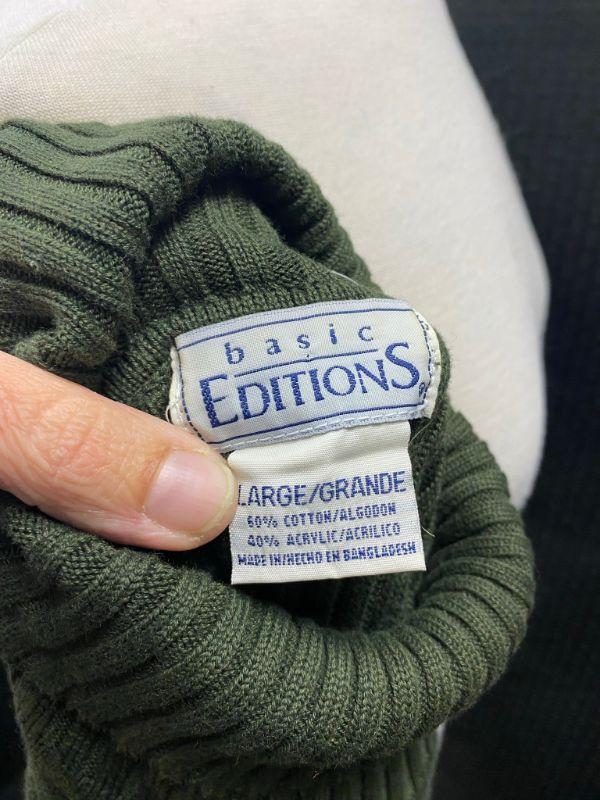 basic
EDITIONS®
LARGE/GRANDE
60% COTTON/ALGODON
40% ACRYLIC/ACRILICO
MADE IN/HECHO EN BANGLADESH